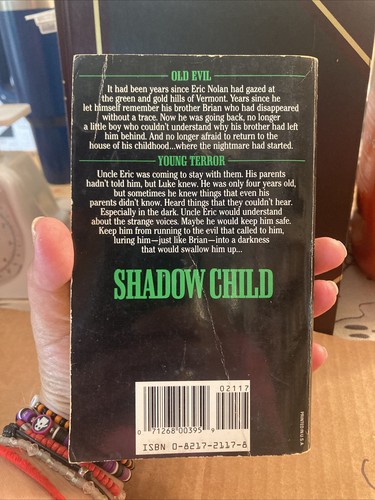 OLD EVIL
It had been years since Eric Nolan had gazed at
the green and gold hills of Vermont. Years since he
let himself remember his brother Brian who had disappeared
without a trace. Now he was going back, no longer
a little boy who couldn't understand why his brother had left
him behind. And no longer afraid to return to the
house of his childhood...where the nightmare had started.
YOUNG TERROR
Uncle Eric was coming to stay with them. His parents
hadn't told him, but Luke knew. He was only four years old,
but sometimes he knew things that even his
parents didn't know. Heard things that they couldn't hear.
Especially in the dark. Uncle Eric would understand
about the strange voices. Maybe he would keep him safe.
Keep him from running to the evil that called to him,
luring him—just like Brian—into a darkness
that would swallow him up...
SHADOW CHILD
02117
0 71268 00395 9
ISBN 0-8217-2117-8
PRINTED IN U.S.A.